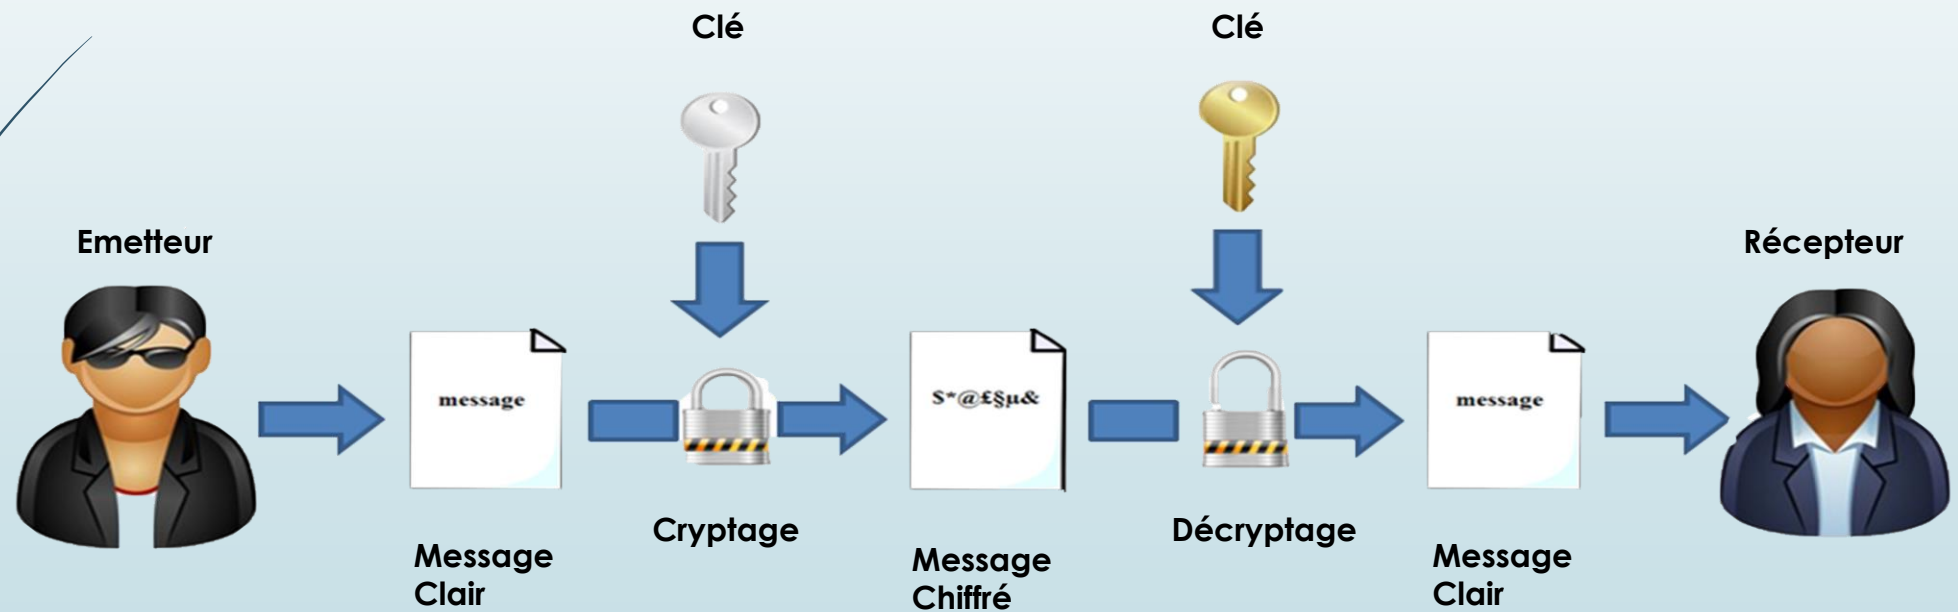 Clé
Clé
Emetteur
Récepteur
message
$*@£§µ&
message
Cryptage
Décryptage
Message
Clair
Message
Chiffré
Message
Clair